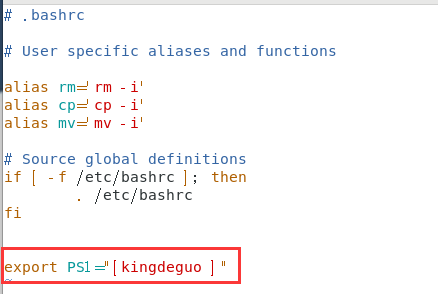 # .bashrc
# User specific aliases and functions
alias rm='rm -i'
alias cp='cp -i'
alias mv='mv -i'
# Source global definitions
if [ -f /etc/bashrc ]; then
. /etc/bashrc
fi
export PS1="[kingdeguo ] "
~